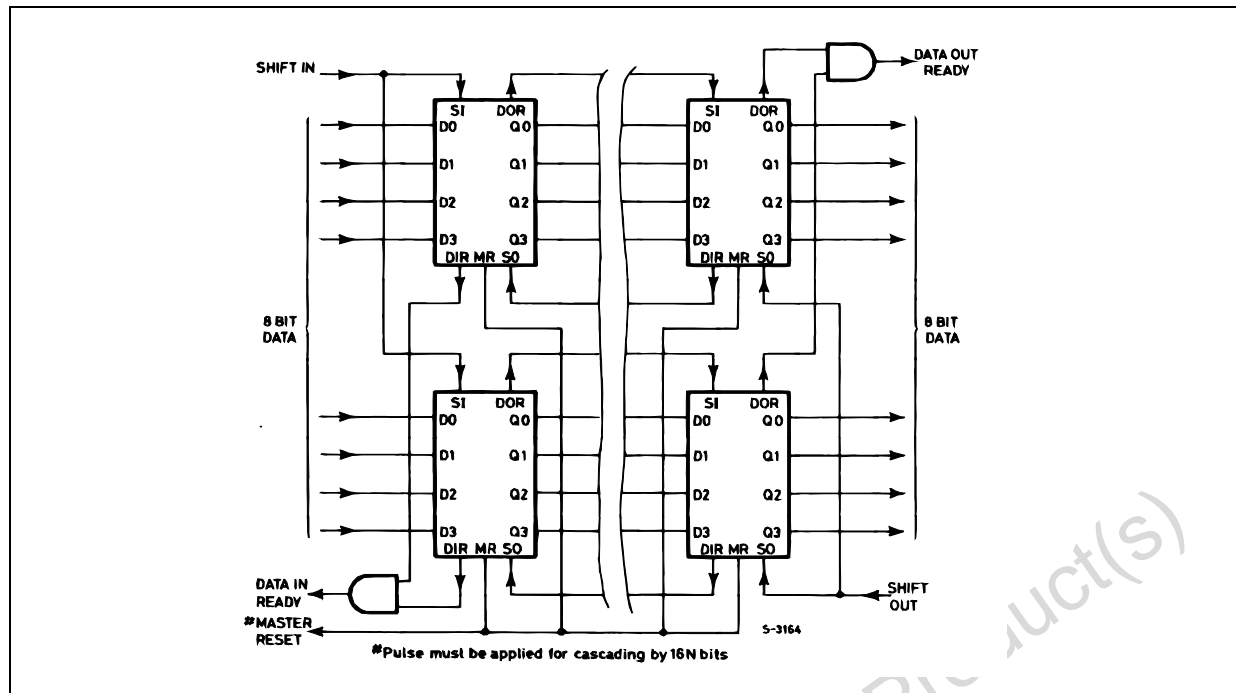 SHIFT IN
DATA OUT
READY
SI DOR
D0 Q0
D1 Q1
D2 Q2
D3 Q3
DIR MR SO
SI DOR
D0 Q0
D1 Q1
D2 Q2
D3 Q3
DIR MR SO
8 BIT
DATA
8 BIT
DATA
SI DOR
D0 Q0
D1 Q1
D2 Q2
D3 Q3
DIR MR SO
SI DOR
D0 Q0
D1 Q1
D2 Q2
D3 Q3
DIR MR SO
DATA IN
READY
SHIFT
OUT
#MASTER
RESET
S-3164
#Pulse must be applied for cascading by 16N bits